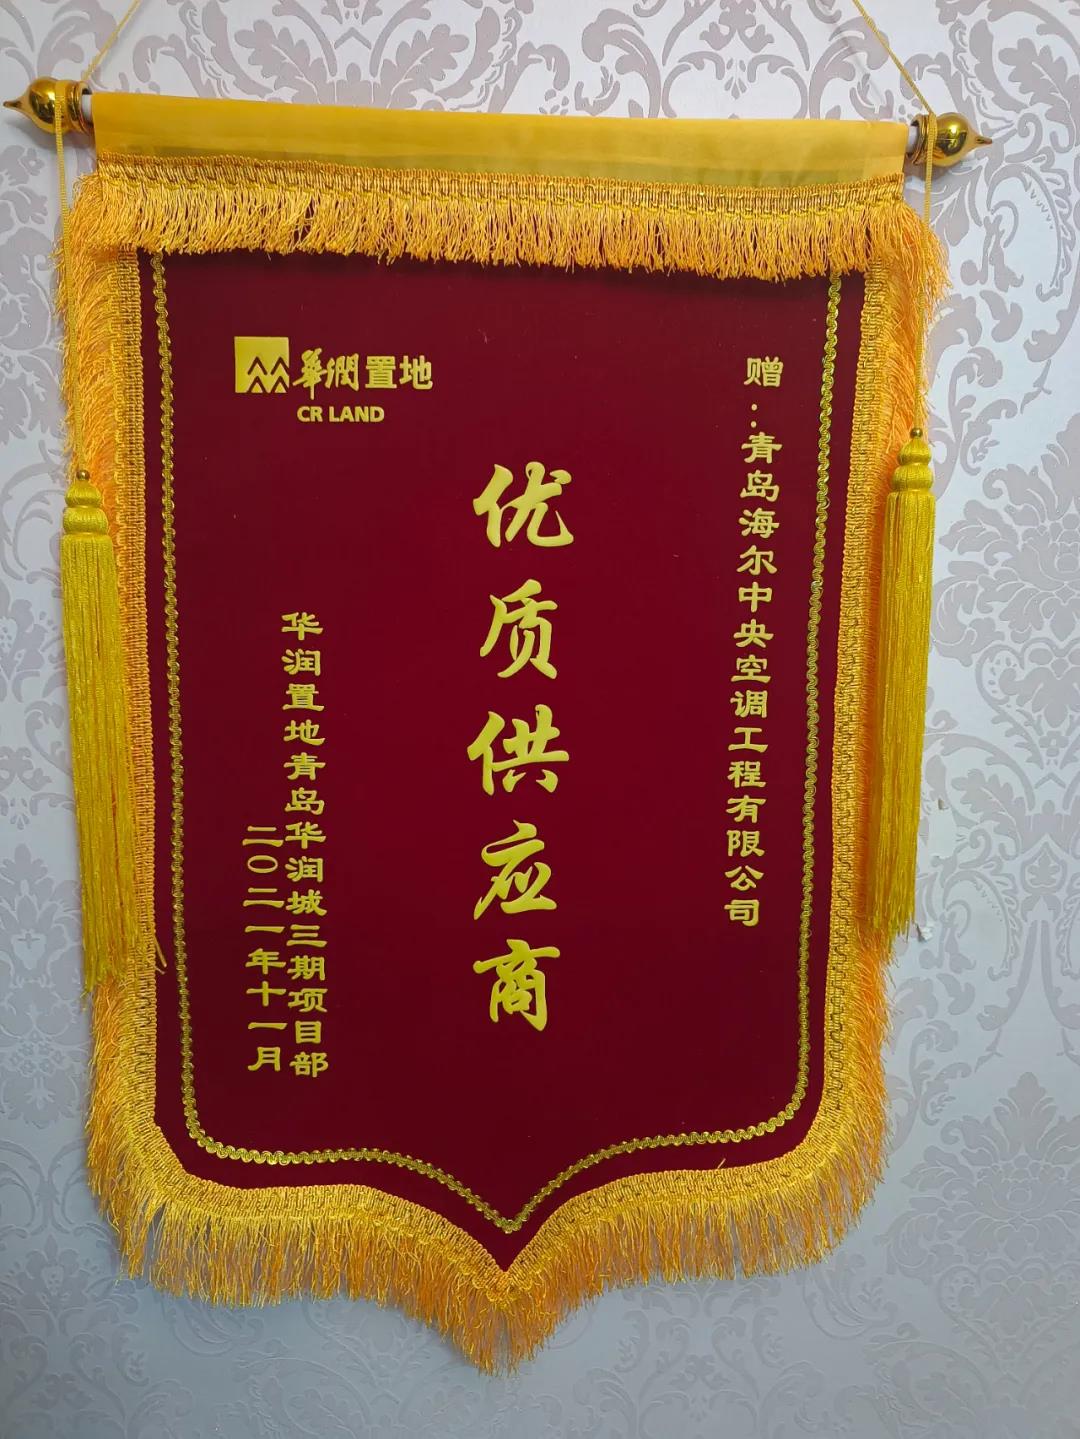 華润置地
CR LAND
赠：青岛海尔中央空调工程有限公司
优质供应商
华润置地青岛华润城三期项目部
二〇二一年十一月